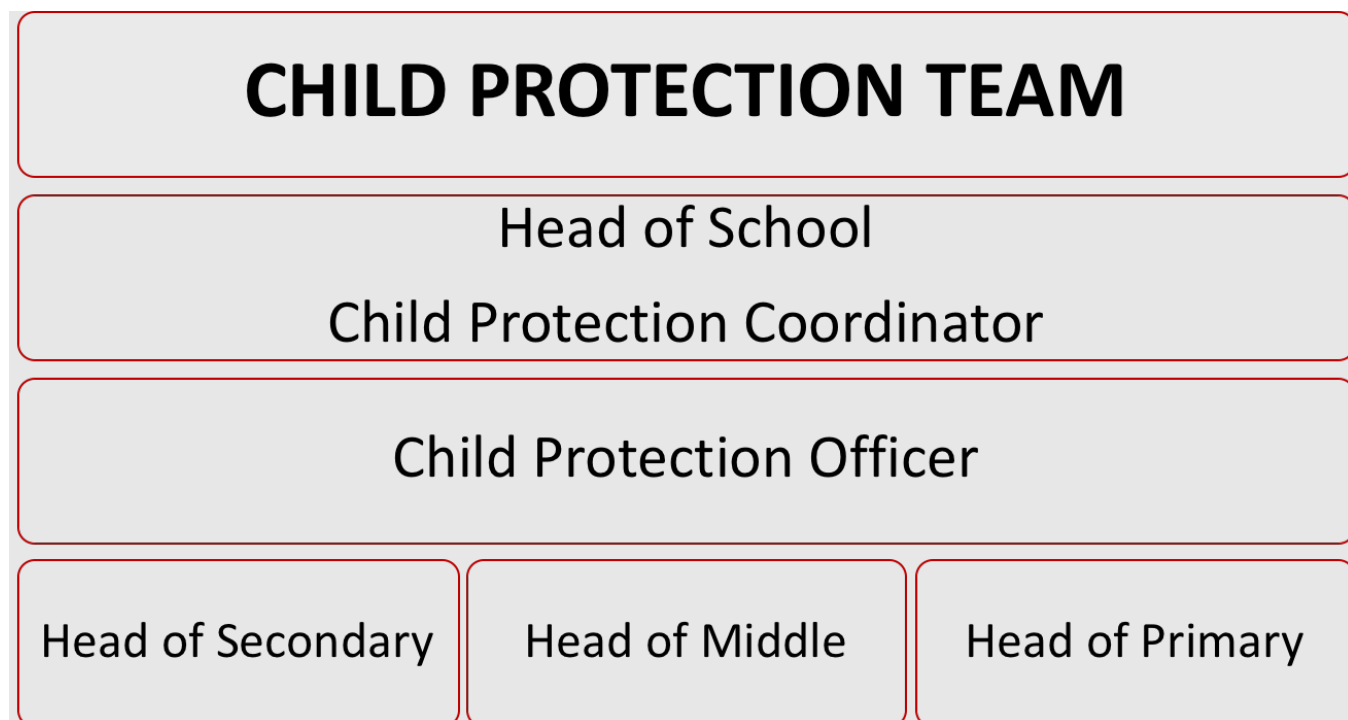 CHILD PROTECTION TEAM
Head of School
Child Protection Coordinator
Child Protection Officer
Head of Secondary
Head of Middle
Head of Primary